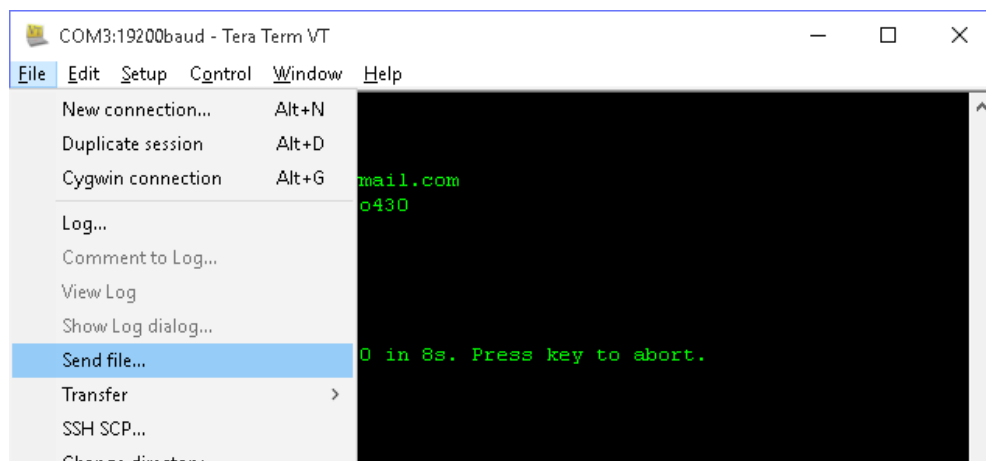 COM3:19200baud - Tera Term VT
File Edit Setup Control Window Help
New connection... Alt+N
Duplicate session Alt+D
Cygwin connection Alt+G
mail.com
o430
Log...
Comment to Log...
View Log
Show Log dialog...
Send file...
0 in 8s. Press key to abort.
Transfer >
SSH SCP...
Change directory